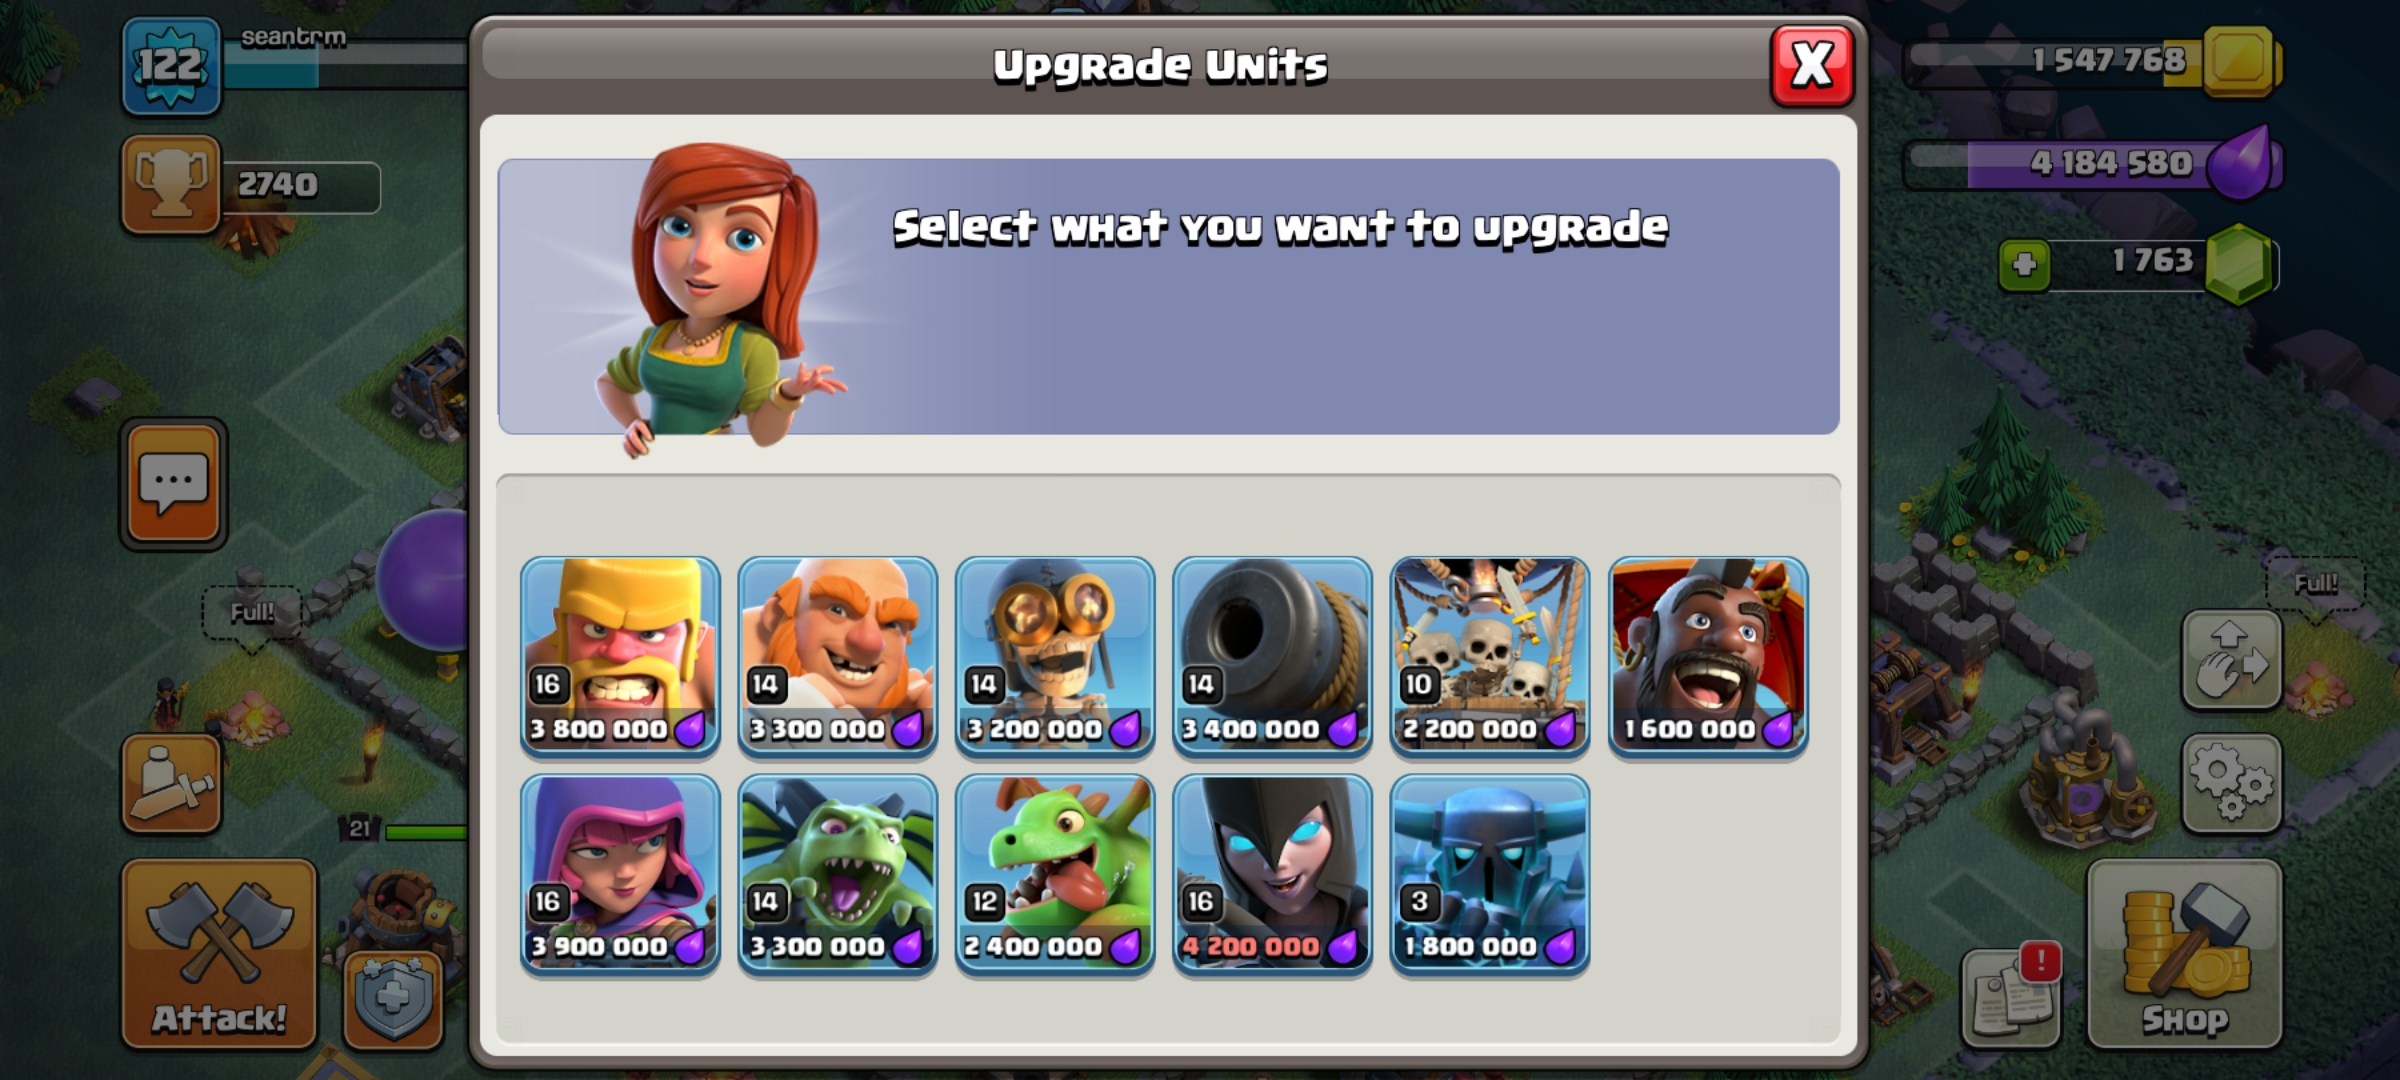 122
seantrm
Upgrade Units
X
1 547 768
2740
4 184 580
1 763
Select what you want to upgrade
Full!
Full!
16
14
14
14
10
3 800 000
3 300 000
3 200 000
3 400 000
2 200 000
1 600 000
21
16
14
12
16
3
3 900 000
3 300 000
2 400 000
4 200 000
1 800 000
!
Attack!
Shop